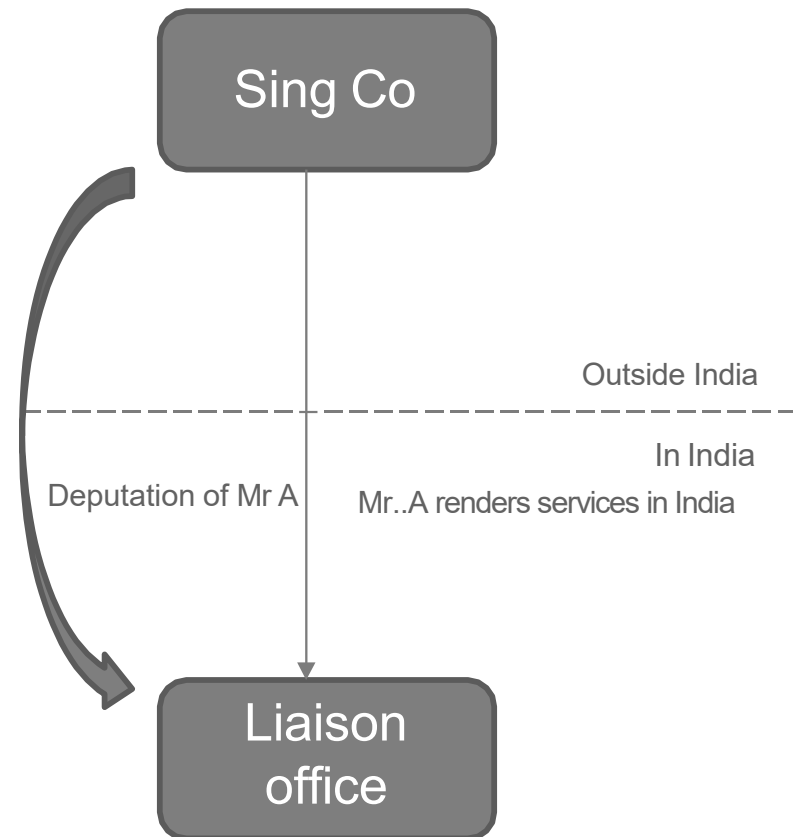 Sing Co
Outside India
In India
Deputation of Mr A
Mr..A renders services in India
Liaison
office